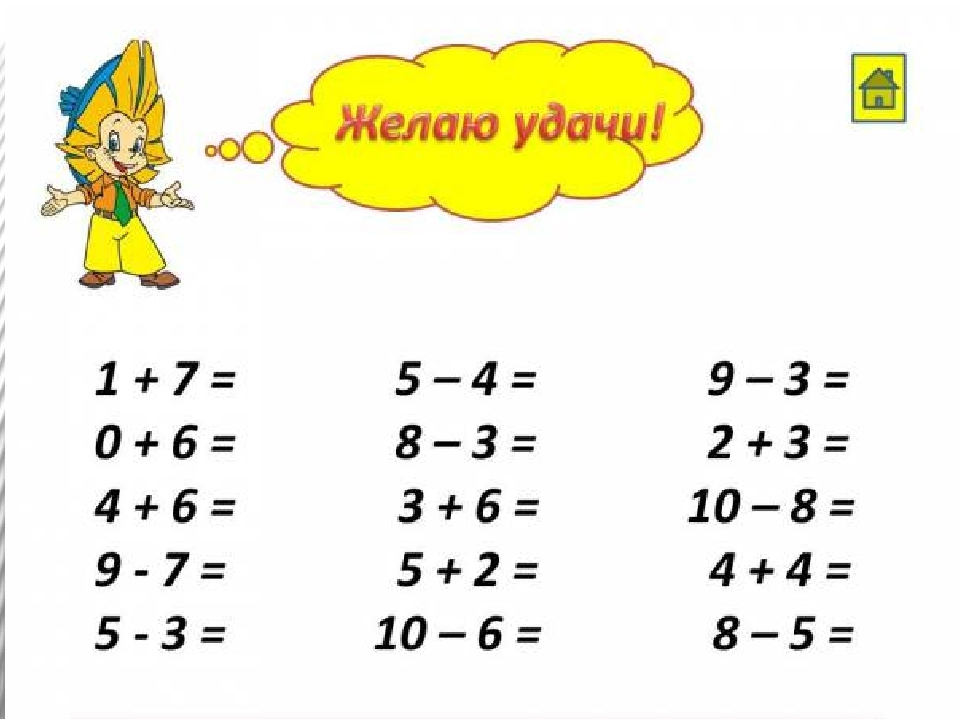 Желаю удачи!
1 + 7 = 5 – 4 = 9 – 3 =
0 + 6 = 8 – 3 = 2 + 3 =
4 + 6 = 3 + 6 = 10 – 8 =
9 - 7 = 5 + 2 = 4 + 4 =
5 - 3 = 10 – 6 = 8 – 5 =